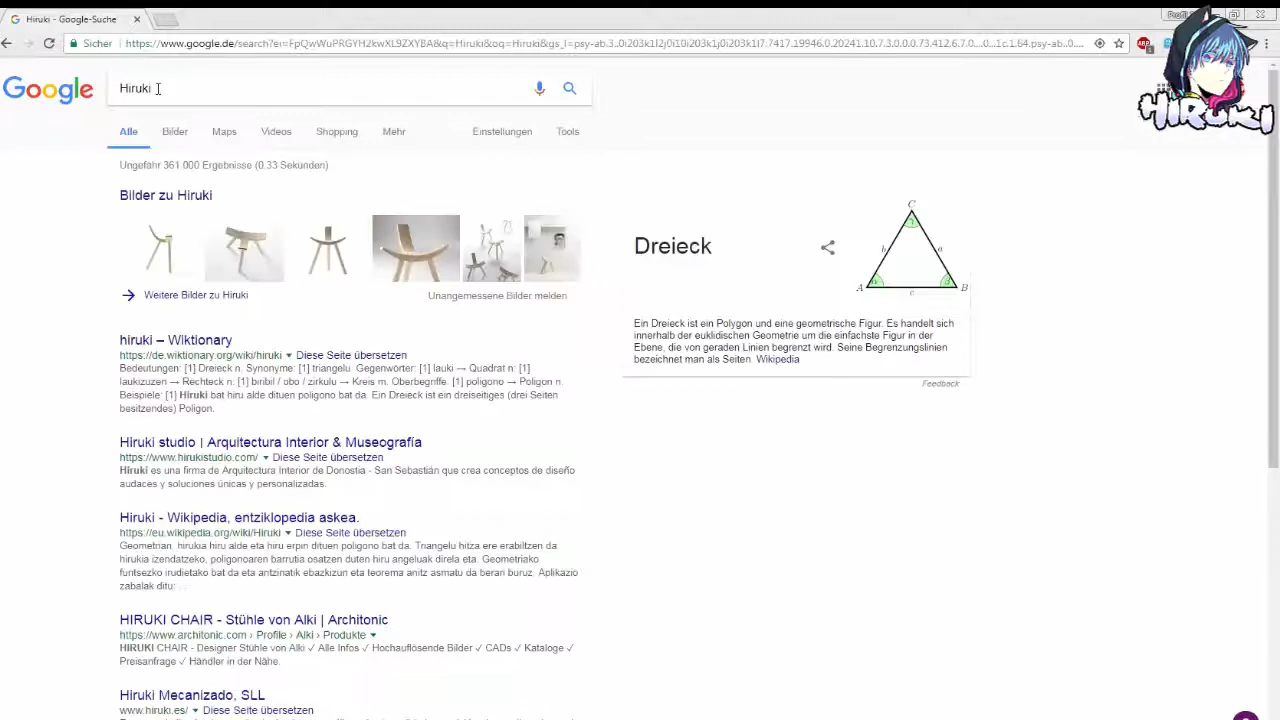 Hiruki - Google-Suche
Sicher
https://www.google.de/search?ei=FpQwWuPRGYH2kwXL9ZXYBA&q=Hiruki&oq=Hiruki&gs_l=psy-ab.3..0i203k1l2j0i10i203k1j0i203k1l7.7417.19946.0.20241.10.7.3.0.0.0.73.412.6.7.0....0...1c.1.64.psy-ab....
HIRUKI
Google
Hiruki
Alle
Bilder
Maps
Videos
Shopping
Mehr
Einstellungen
Tools
Ungefähr 361.000 Ergebnisse (0,33 Sekunden)
Bilder zu Hiruki
Weitere Bilder zu Hiruki
Unangemessene Bilder melden
hiruki – Wiktionary
https://de.wiktionary.org/wiki/hiruki ▾ Diese Seite übersetzen
Bedeutungen: [1] Dreieck n. Synonyme: [1] triangelu. Gegenwörter: [1] lauki → Quadrat n; [1]
laukizuzen → Rechteck n; [1] biribil / obo / zirkulu → Kreis m. Oberbegriffe: [1] poligono → Poligon n.
Beispiele: [1] Hiruki bat hiru alde dituen poligono bat da. Ein Dreieck ist ein dreiseitiges (drei Seiten
besitzendes) Poligon.
Hiruki studio | Arquitectura Interior & Museografía
https://www.hirukistudio.com/ ▾ Diese Seite übersetzen
Hiruki es una firma de Arquitectura Interior de Donostia - San Sebastián que crea conceptos de diseño
audaces y soluciones únicas y personalizadas.
Hiruki - Wikipedia, entziklopedia askea.
https://eu.wikipedia.org/wiki/Hiruki ▾ Diese Seite übersetzen
Geometrian, hirukia hiru alde eta hiru erpin dituen poligono bat da. Triangelu hitza ere erabiltzen da
hirukia izendatzeko, poligonoaren barrutia osatzen duten hiru angeluak direla eta. Geometriako
funtsezko irudietako bat da eta antzinatik ebazkizun eta teorema anitz asmatu da berari buruz. Aplikazio
zabalak ditu: ...
HIRUKI CHAIR - Stühle von Alki | Architonic
https://www.architonic.com › Profile › Alki › Produkte ▾
HIRUKI CHAIR - Designer Stühle von Alki ✓ Alle Infos ✓ Hochauflösende Bilder ✓ CADs ✓ Kataloge ✓
Preisanfrage ✓ Händler in der Nähe.
Hiruki Mecanizado, SLL
www.hiruki.es/ ▾ Diese Seite übersetzen
Dreieck
C
γ
b
a
A
α
β
B
c
Ein Dreieck ist ein Polygon und eine geometrische Figur. Es handelt sich
innerhalb der euklidischen Geometrie um die einfachste Figur in der
Ebene, die von geraden Linien begrenzt wird. Seine Begrenzungslinien
bezeichnet man als Seiten. Wikipedia
Feedback